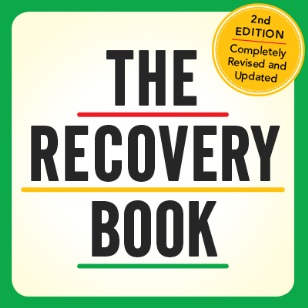 2nd
EDITION
Completely
Revised and
Updated
THE
RECOVERY
BOOK